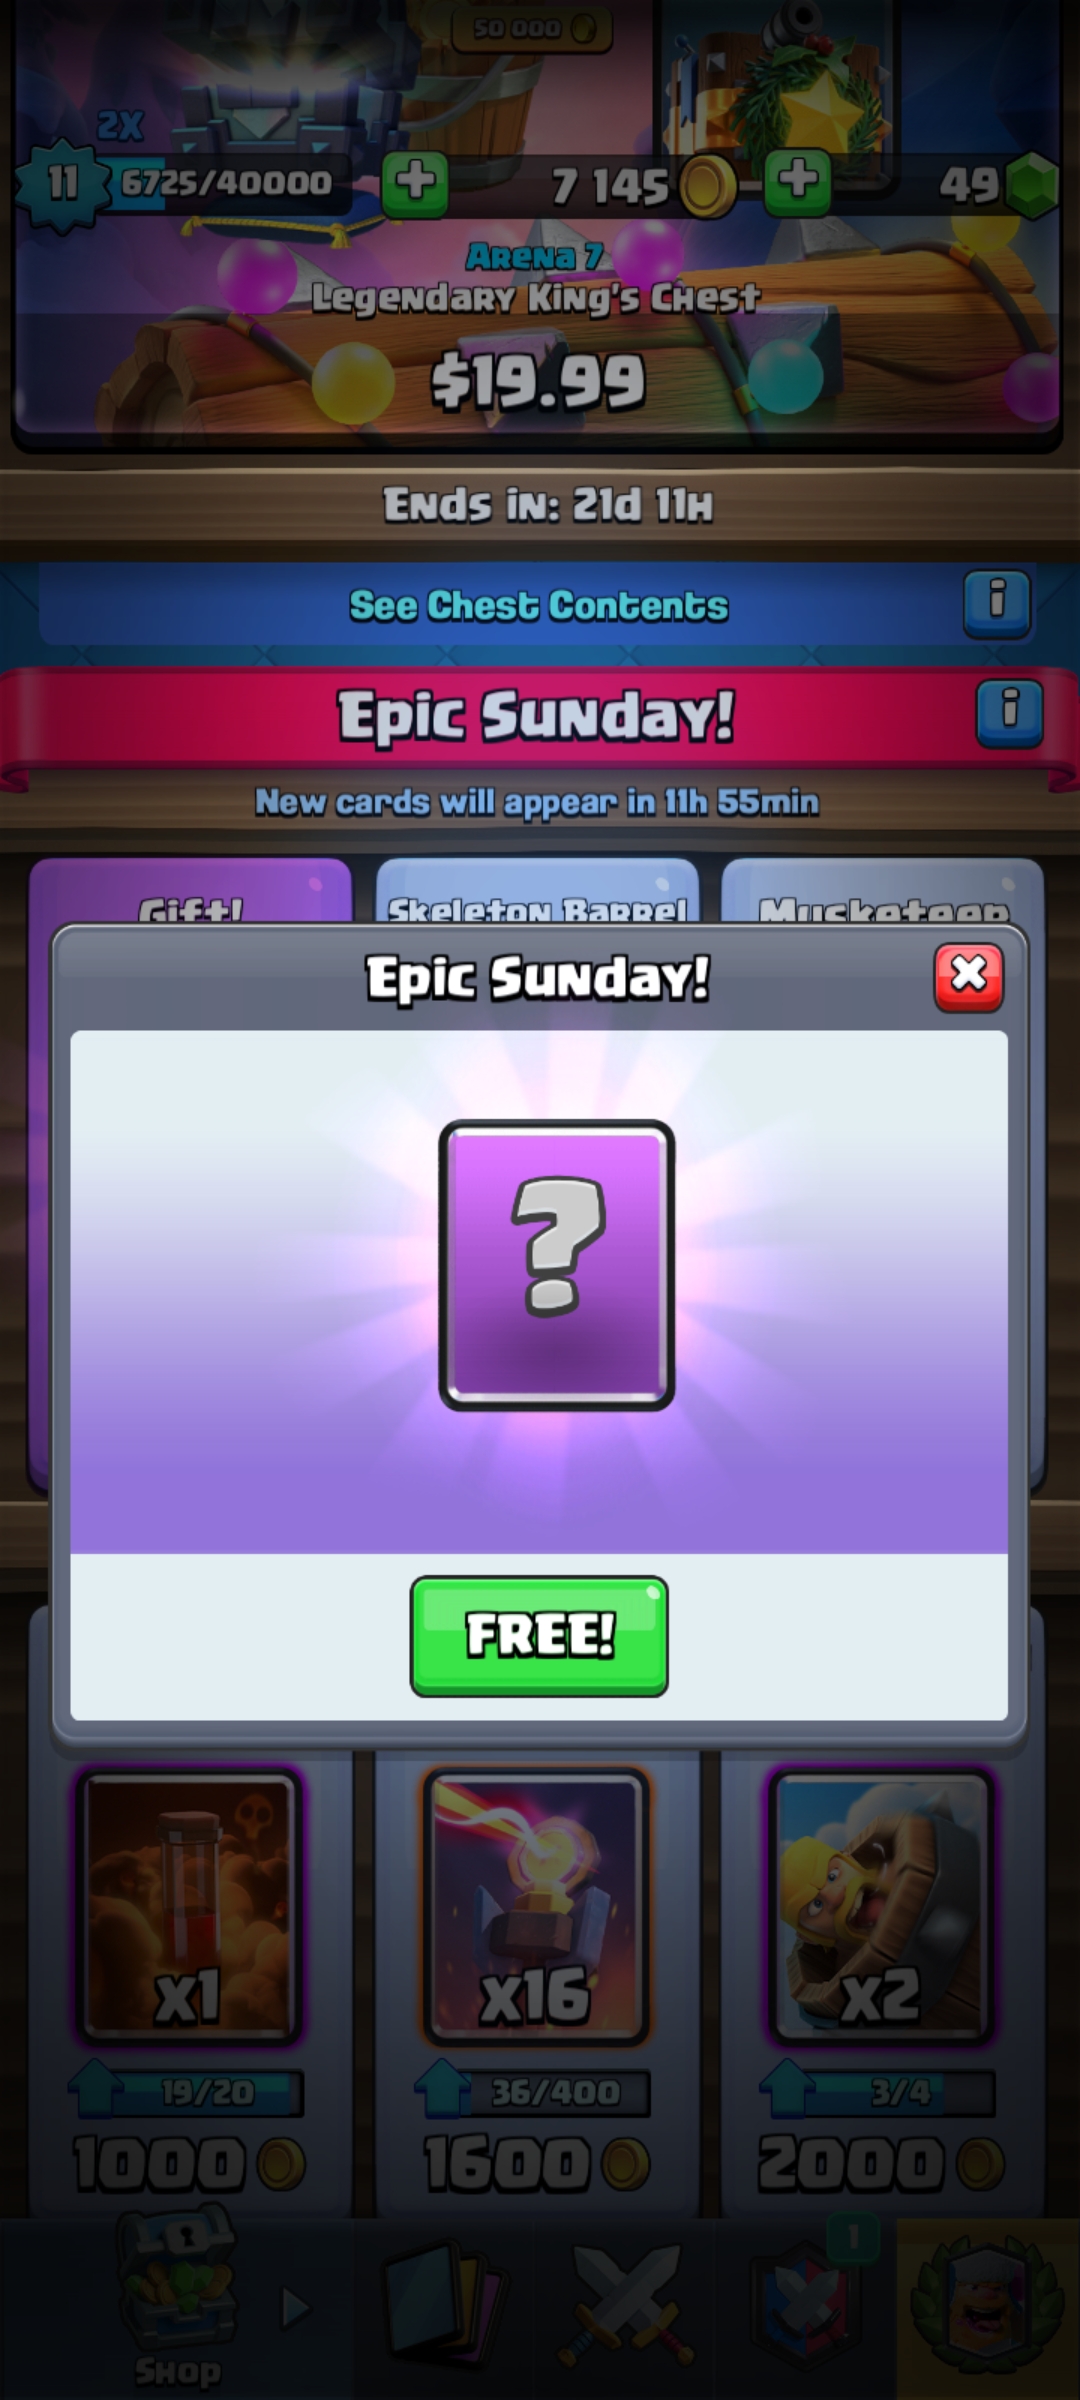 50 000
2X
11
6725/40000
7 145
49
Arena 7
Legendary King's Chest
$19.99
Ends in: 21d 11h
See Chest Contents
i
Epic Sunday!
i
New cards will appear in 11h 55min
Gift!
Skeleton Barrel
Musketeer
Epic Sunday!
?
FREE!
x1
x16
x2
19/20
36/400
3/4
1000
1600
2000
1
Shop